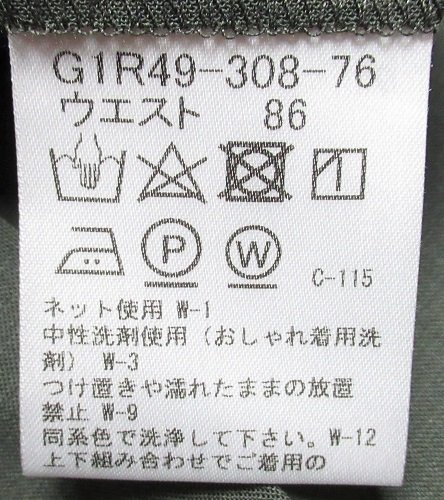 G1R49-308-76
ウエスト 86
P W
C-115
ネット使用 W-1
中性洗剤使用（おしゃれ着用洗
剤） W-3
つけ置きや濡れたままの放置
禁止 W-9
同系色で洗浄して下さい。W-12
上下組み合わせでご着用の